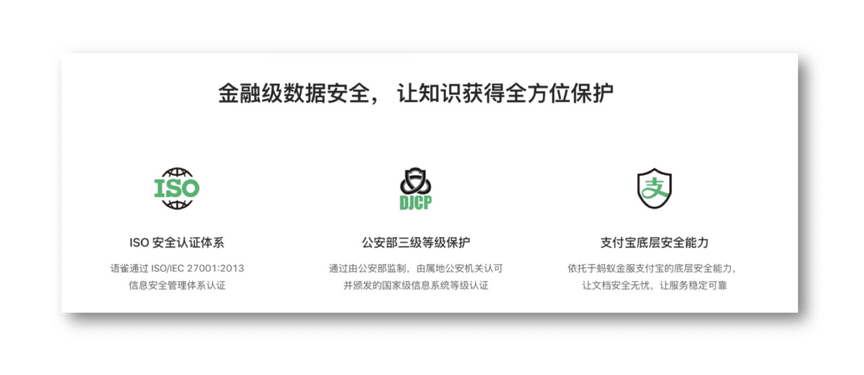 金融级数据安全， 让知识获得全方位保护
ISO
DJCP
支
ISO 安全认证体系
公安部三级等级保护
支付宝底层安全能力
语雀通过 ISO/IEC 27001:2013
信息安全管理体系认证
通过由公安部监制，由属地公安机关认可
并颁发的国家级信息系统等级认证
依托于蚂蚁金服支付宝的底层安全能力，
让文档安全无忧，让服务稳定可靠